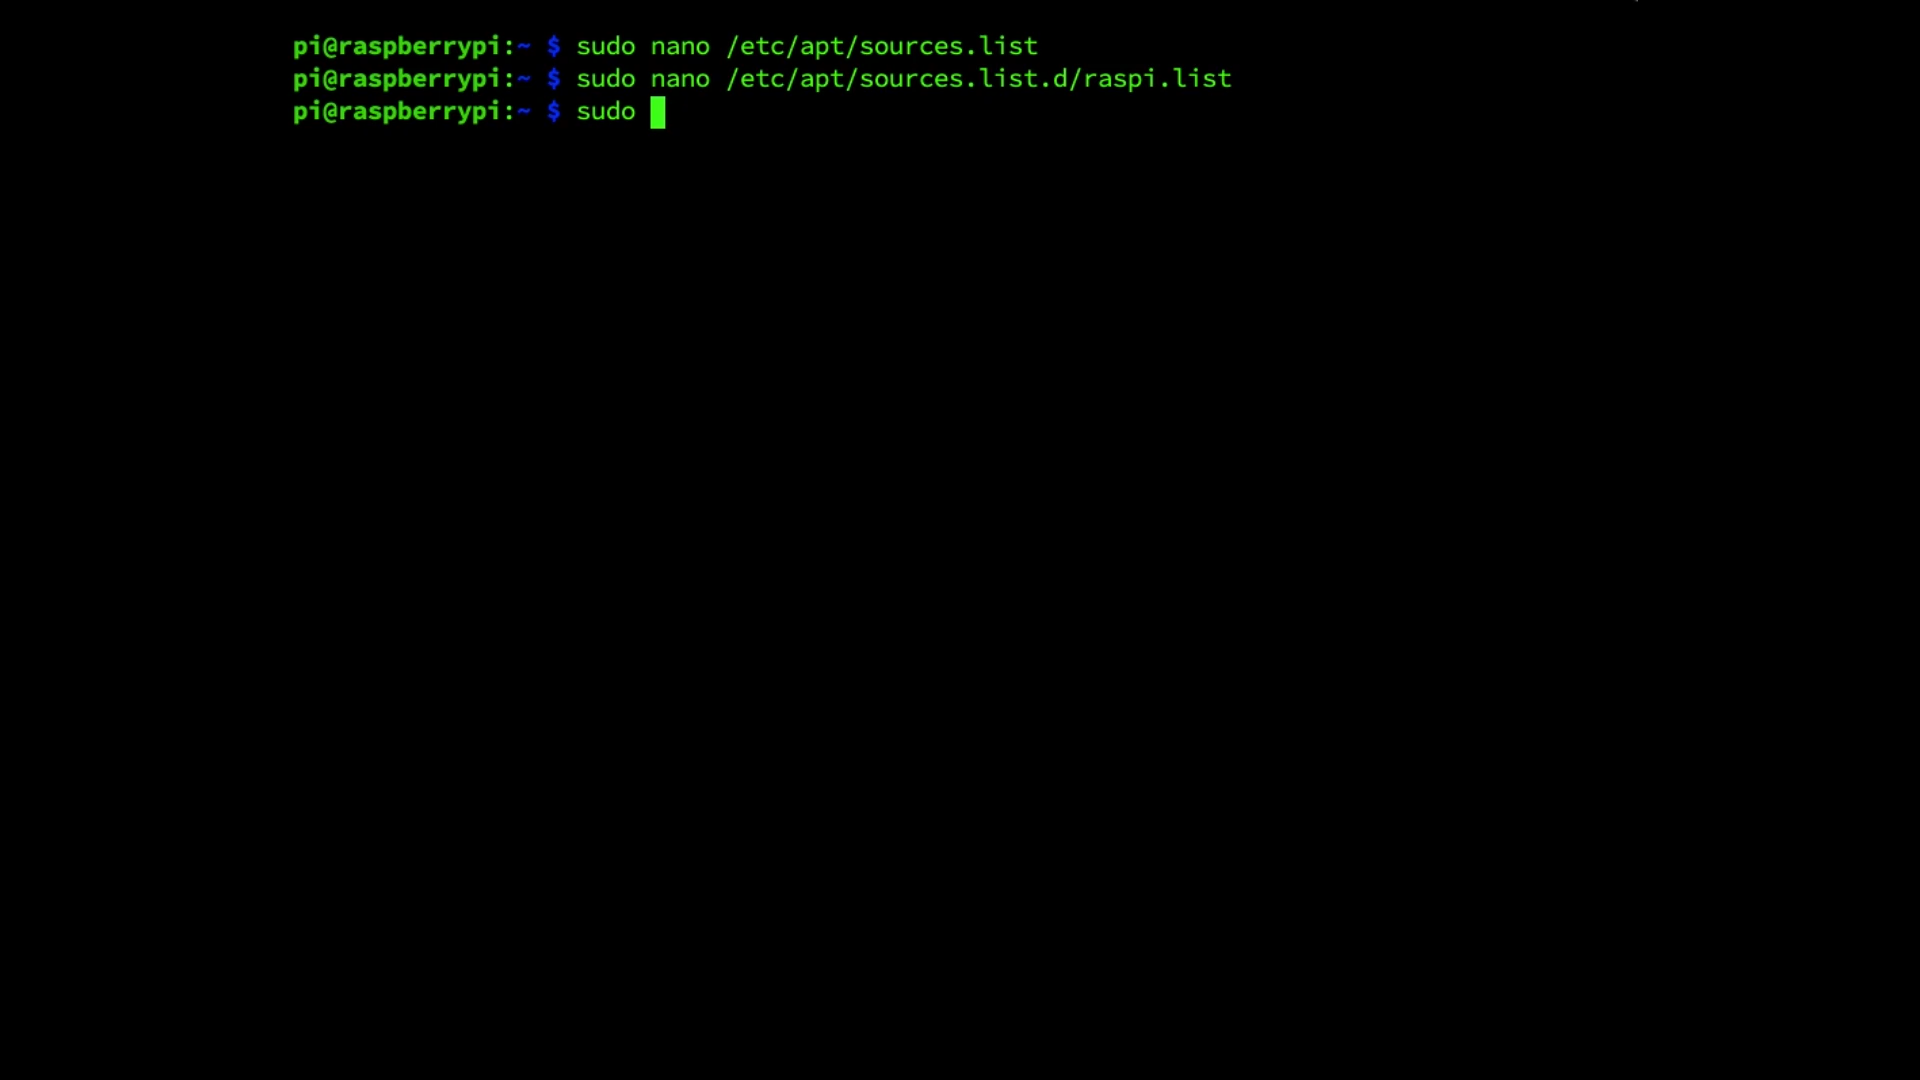 pi@raspberrypi:~ $ sudo nano /etc/apt/sources.list
pi@raspberrypi:~ $ sudo nano /etc/apt/sources.list.d/raspi.list
pi@raspberrypi:~ $ sudo